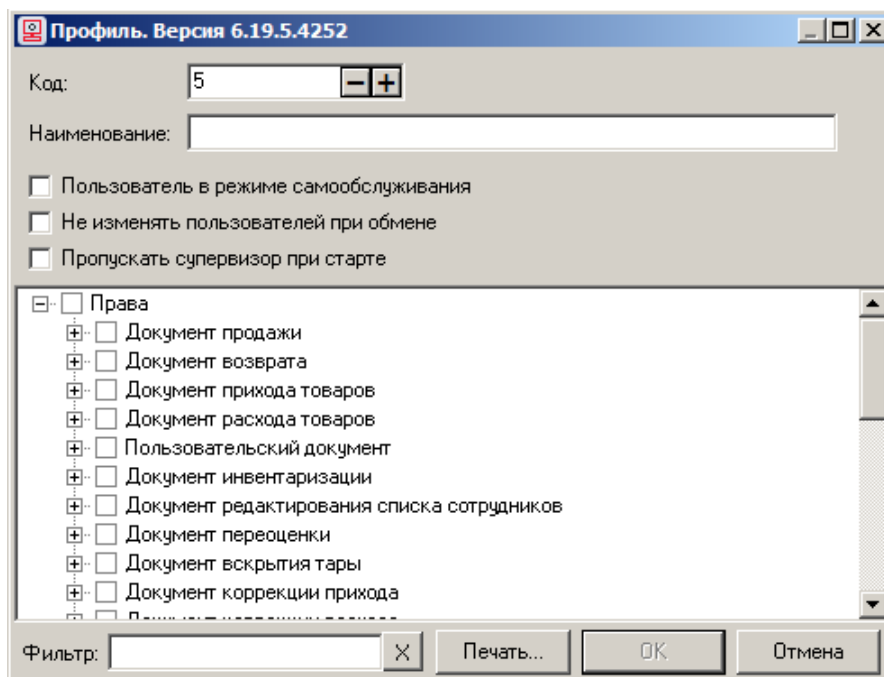 Профиль. Версия 6.19.5.4252
Код: 5
Наименование:
Пользователь в режиме самообслуживания
Не изменять пользователей при обмене
Пропускать супервизор при старте
Права
Документ продажи
Документ возврата
Документ прихода товаров
Документ расхода товаров
Пользовательский документ
Документ инвентаризации
Документ редактирования списка сотрудников
Документ переоценки
Документ вскрытия тары
Документ коррекции прихода
Фильтр: X Печать... OK Отмена